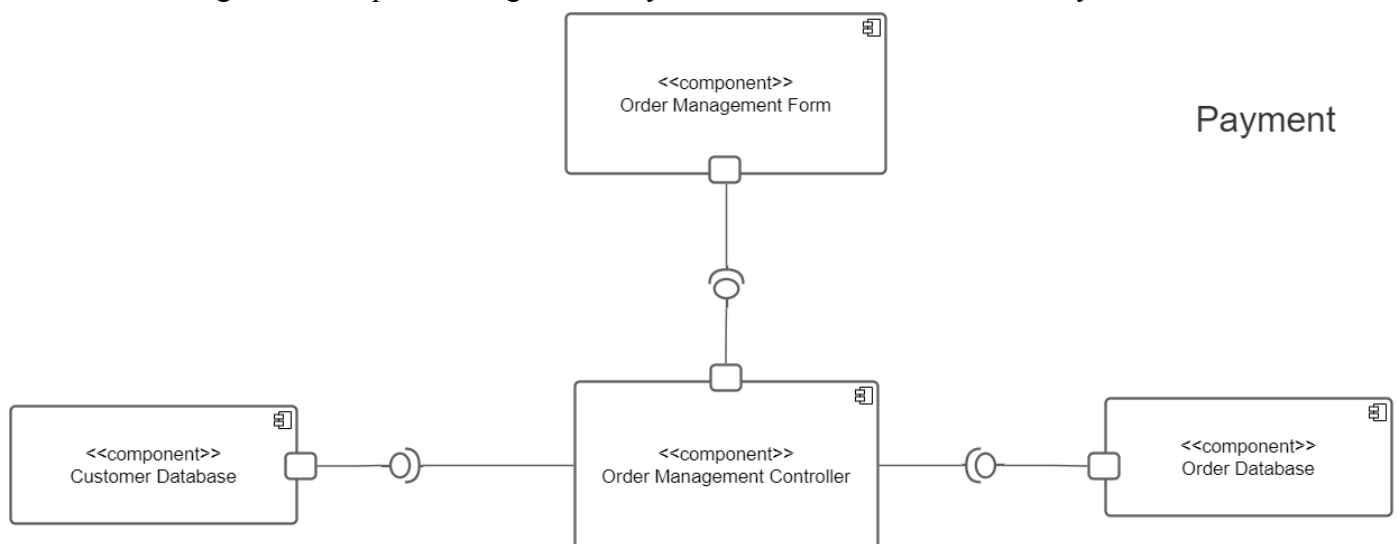 <<component>>
Order Management Form
Payment
<<component>>
Customer Database
<<component>>
Order Management Controller
<<component>>
Order Database